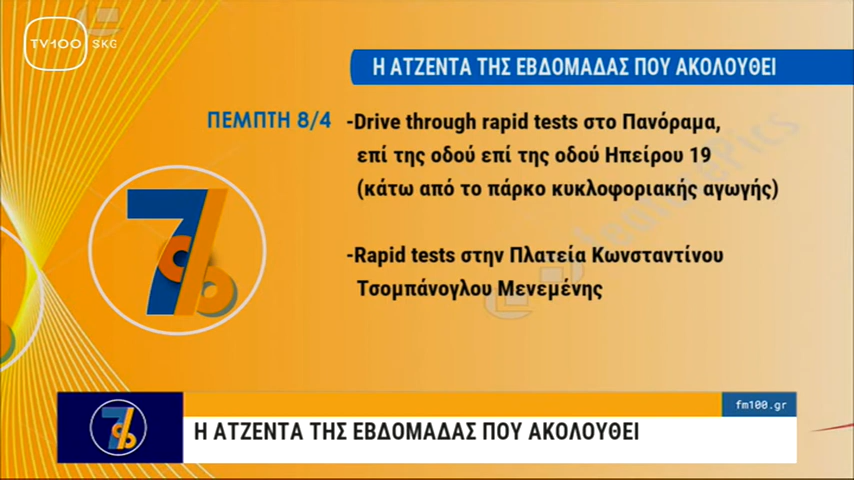 TV100 SKG
Η ΑΤΖΕΝΤΑ ΤΗΣ ΕΒΔΟΜΑΔΑΣ ΠΟΥ ΑΚΟΛΟΥΘΕΙ
ΠΕΜΠΤΗ 8/4 -Drive through rapid tests στο Πανόραμα,
επί της οδού επί της οδού Ηπείρου 19
(κάτω από το πάρκο κυκλοφοριακής αγωγής)
-Rapid tests στην Πλατεία Κωνσταντίνου
Τσομπάνογλου Μενεμένης
fm100.gr
Η ΑΤΖΕΝΤΑ ΤΗΣ ΕΒΔΟΜΑΔΑΣ ΠΟΥ ΑΚΟΛΟΥΘΕΙ